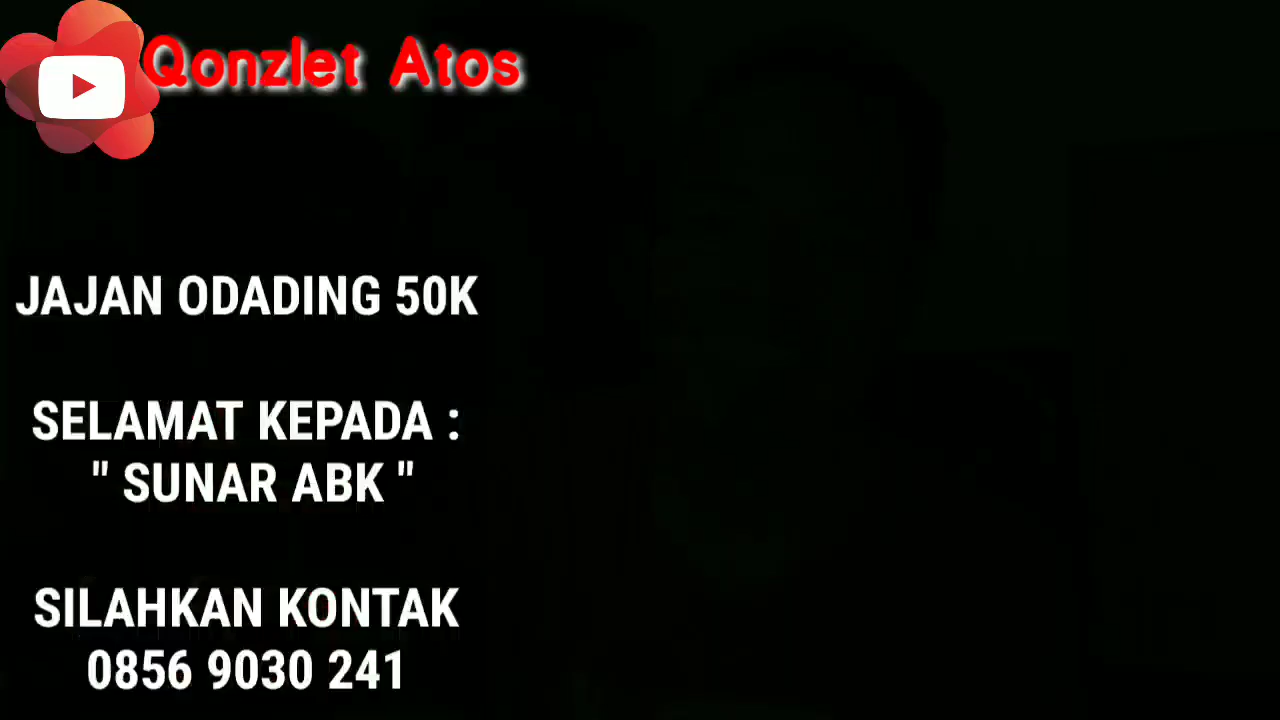 Qonzlet Atos
JAJAN ODADING 50K
SELAMAT KEPADA :
" SUNAR ABK "
SILAHKAN KONTAK
0856 9030 241